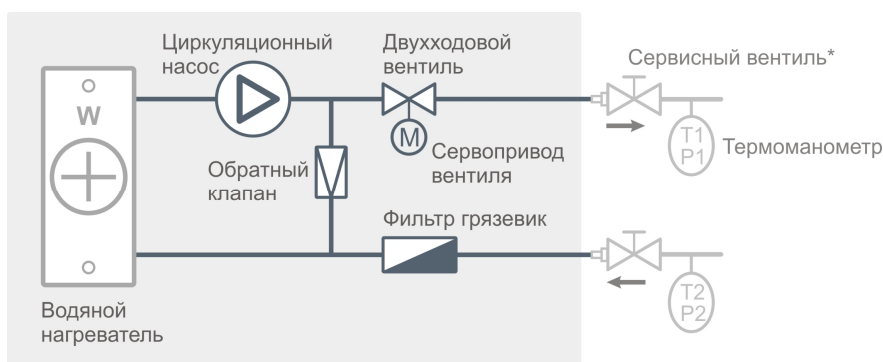 Циркуляционный
насос
Двухходовой
вентиль
Сервисный вентиль*
W
M
T1
P1
Термоманометр
Обратный
клапан
Сервопривод
вентиля
Фильтр грязевик
T2
P2
Водяной
нагреватель